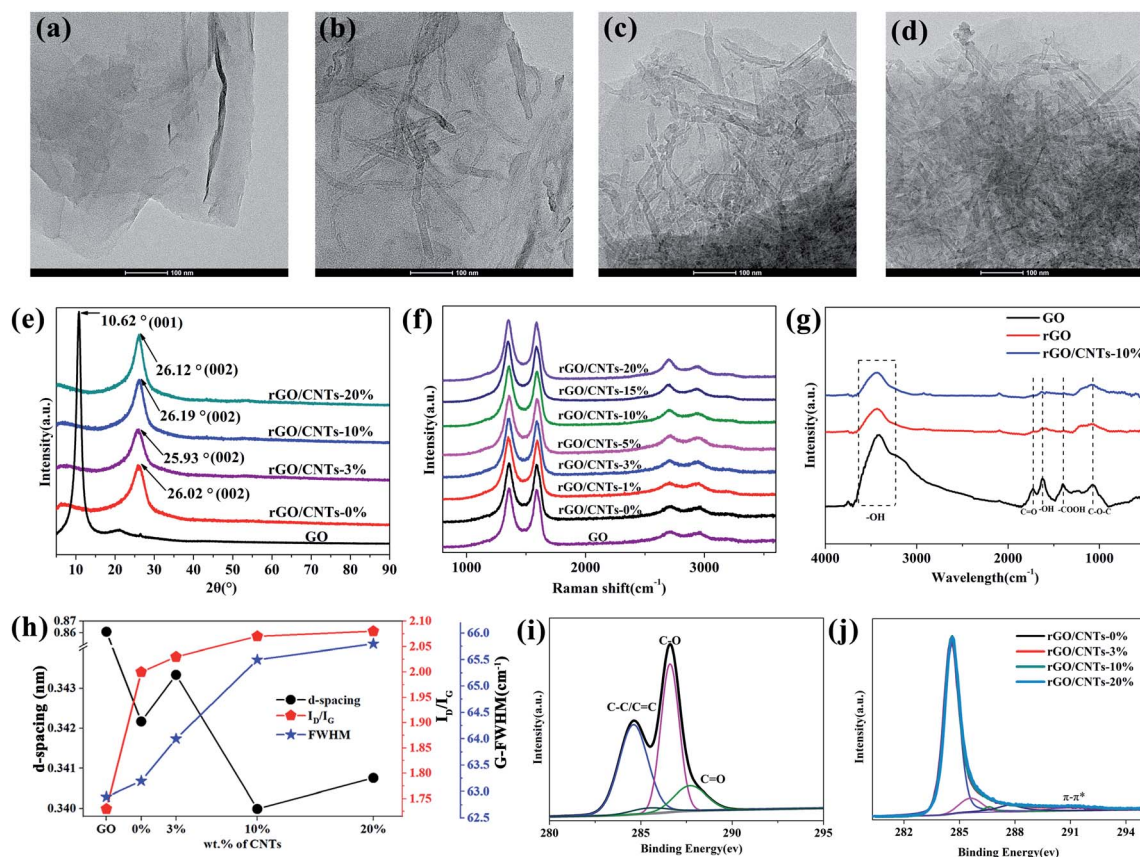 (a)
(b)
(c)
(d)
100 nm
100 nm
100 nm
100 nm
(e)
10.62 ° (001)
26.12 ° (002)
rGO/CNTs-20%
26.19 ° (002)
rGO/CNTs-10%
25.93 ° (002)
rGO/CNTs-3%
26.02 ° (002)
rGO/CNTs-0%
GO
Intensity(a.u.)
10 20 30 40 50 60 70 80 90
2θ(°)
(f)
rGO/CNTs-20%
rGO/CNTs-15%
rGO/CNTs-10%
rGO/CNTs-5%
rGO/CNTs-3%
rGO/CNTs-1%
rGO/CNTs-0%
GO
Intensity(a.u.)
1000 2000 3000
Raman shift(cm-1)
(g)
GO
rGO
rGO/CNTs-10%
Intensity(a.u.)
-OH
C=O
-OH
-COOH
C-O-C
4000 3000 2000 1000
Wavelength(cm-1)
(h)
0.87
0.86
0.343
0.342
0.341
0.340
d-spacing (nm)
d-spacing
ID/IG
FWHM
2.10
2.05
2.00
1.95
1.90
1.85
1.80
1.75
ID/IG
66.0
65.5
65.0
64.5
64.0
63.5
63.0
62.5
G-FWHM(cm-1)
GO 0% 3% 10% 20%
wt.% of CNTs
(i)
C-O
C-C/C=C
C=O
Intensity(a.u.)
280 285 290 295
Binding Energy(ev)
(j)
rGO/CNTs-0%
rGO/CNTs-3%
rGO/CNTs-10%
rGO/CNTs-20%
π-π*
Intensity(a.u.)
282 285 288 291 294
Binding Energy(ev)